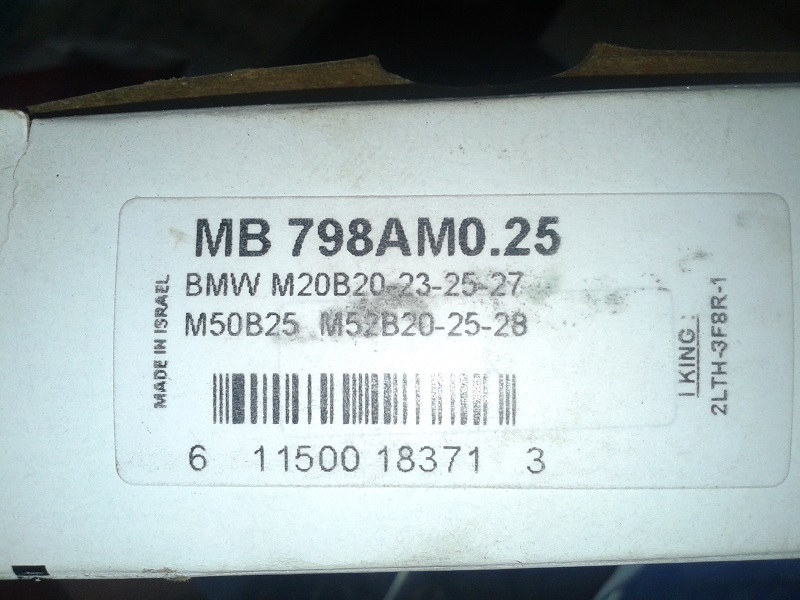 MB 798AM0.25
BMW M20B20-23-25-27
M50B25 M52B20-25-28
MADE IN ISRAEL
6 11500 18371 3
I KING :
2LTH-3F8R-1